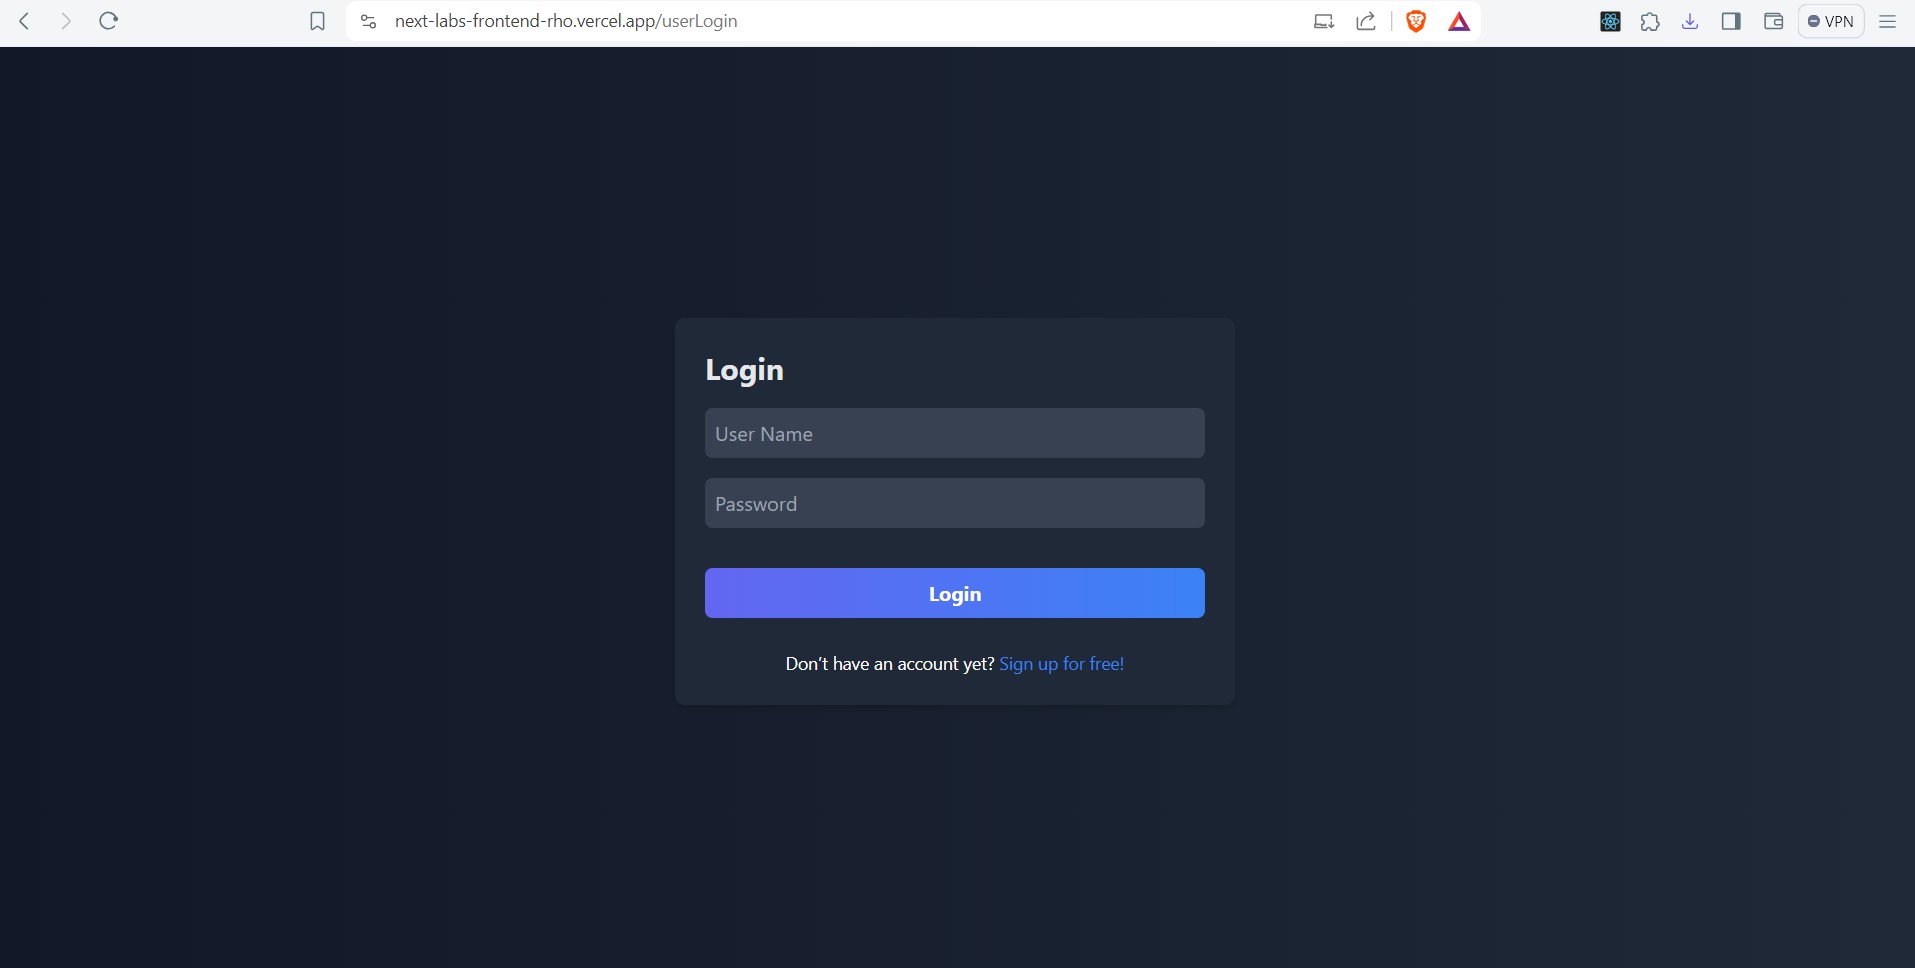 next-labs-frontend-rho.vercel.app/userLogin
VPN
Login
User Name
Password
Login
Don't have an account yet? Sign up for free!